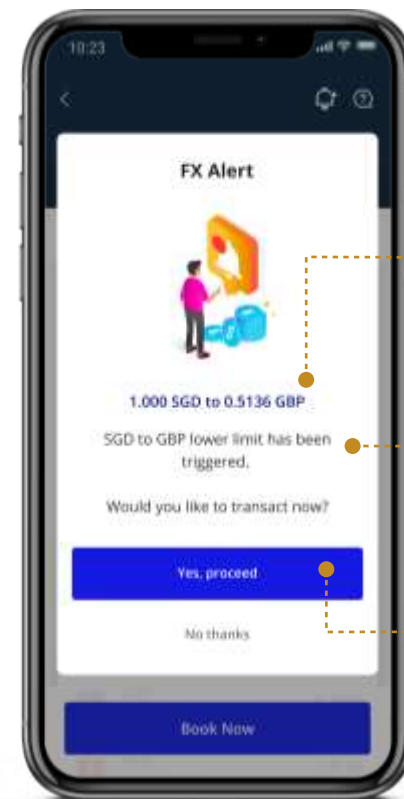 10:23
FX Alert
1.000 SGD to 0.5136 GBP
SGD to GBP lower limit has been
triggered.
Would you like to transact now?
Yes, proceed
No thanks
Book Now